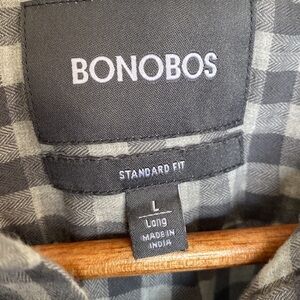 BONOBOS
STANDARD FIT
L
Long
MADE IN
INDIA